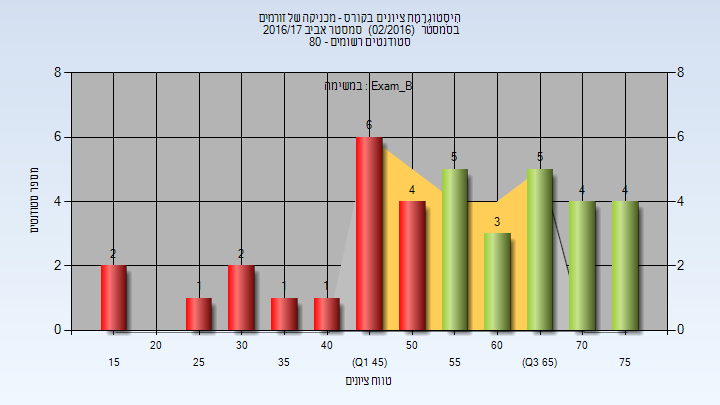 היסטוגרמת ציונים בקורס - מכניקה של זורמים
בסמסטר (02/2016) סמסטר אביב 2016/17
סטודנטים רשומים - 80
במשימה : Exam_B
8 8
6 6
4 4
2 2
0 0
מספר סטודנטים
2 1 2 1 1 6 4 5 3 5 4 4
20 30 40 50 60 70
15 25 35 (Q1 45) 55 (Q3 65) 75
טווח ציונים